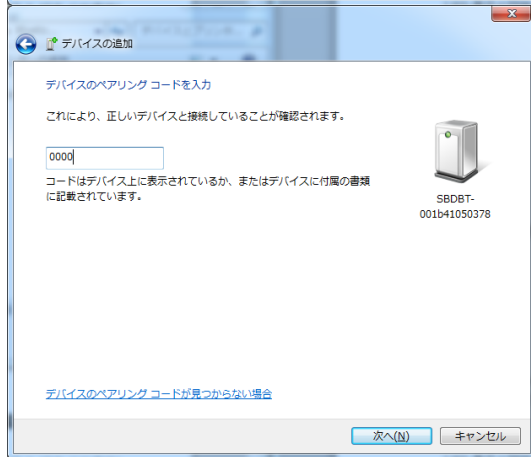 デバイスの追加
デバイスのペアリング コードを入力
これにより、正しいデバイスと接続していることが確認されます。
0000
コードはデバイス上に表示されているか、またはデバイスに付属の書類
に記載されています。
SBDBT-
001b41050378
デバイスのペアリング コードが見つからない場合
次へ(N)
キャンセル